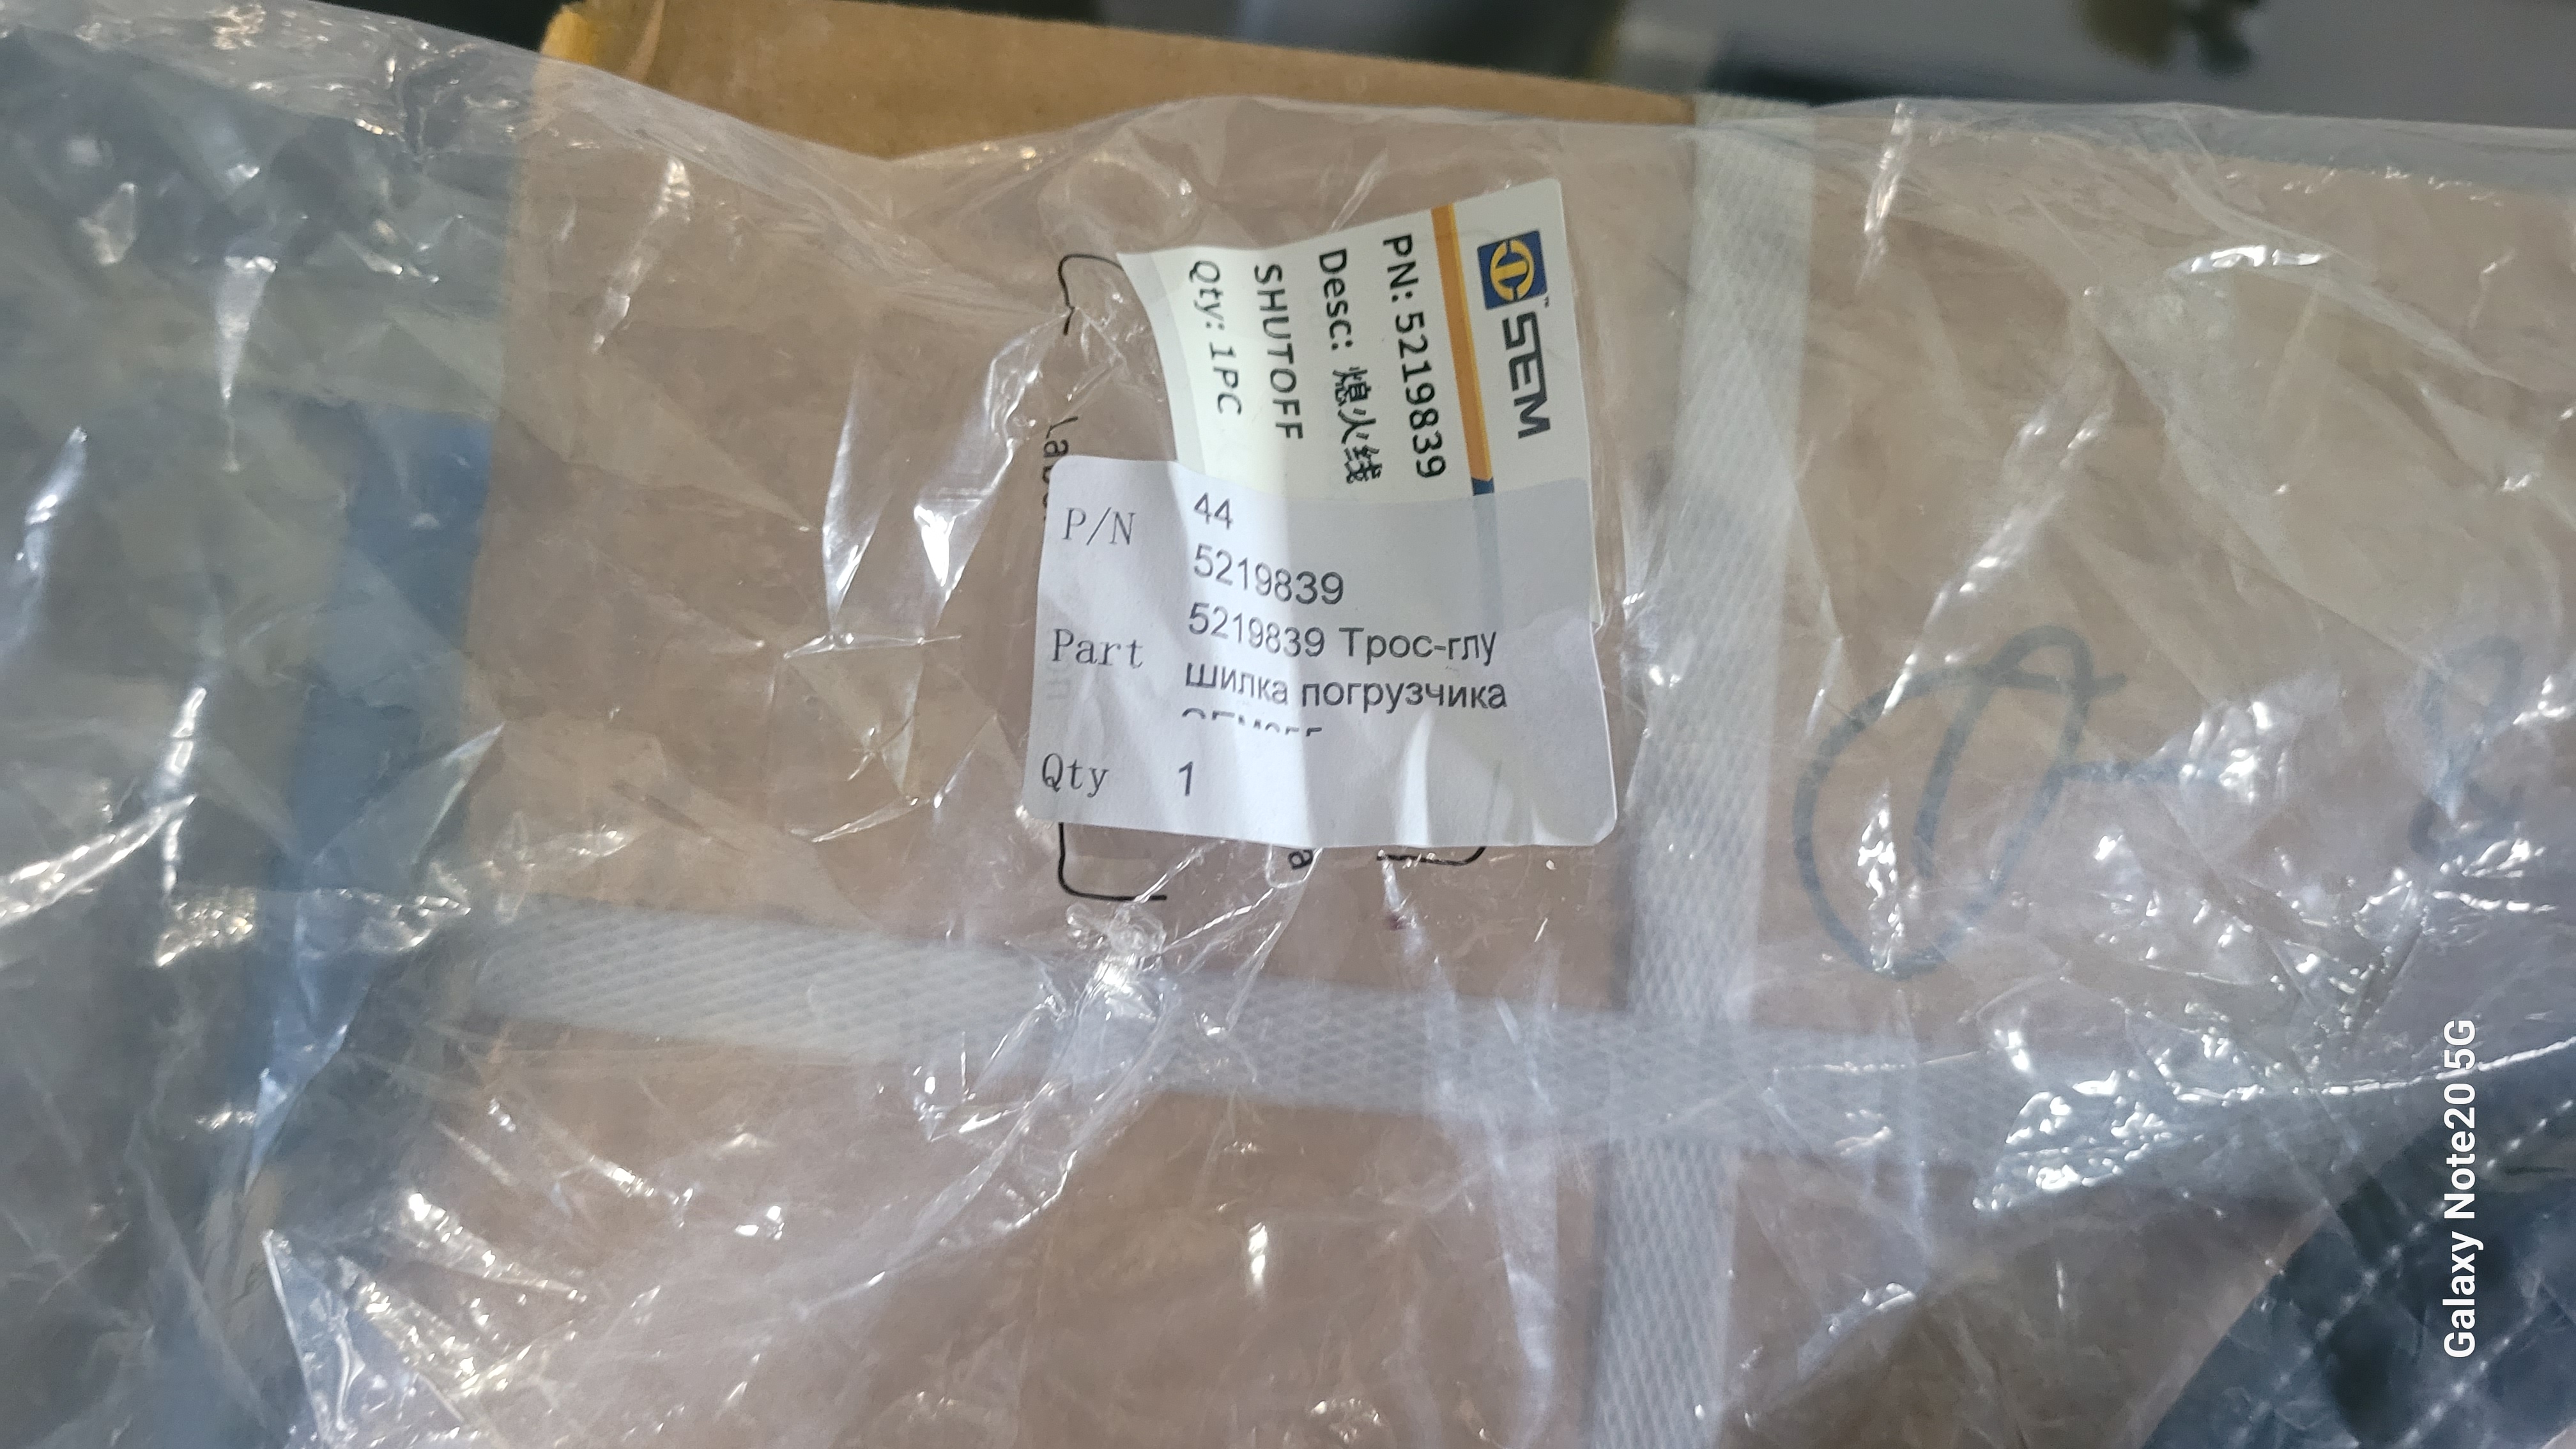 SEM
PN: 5219839
Desc: 熄火线
SHUTOFF
Qty: 1PC
P/N 44
5219839
Part 5219839 Трос-глу
шилка погрузчика
Qty 1
Galaxy Note20 5G